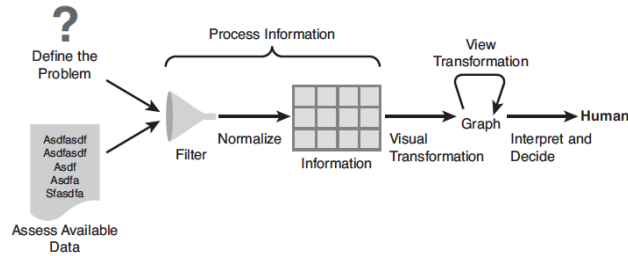 ?
Define the
Problem
Process Information
View
Transformation
Asdfasdf
Asdfasdf
Asdf
Asdfa
Sfasdfa
Assess Available
Data
Filter
Normalize
Information
Visual
Transformation
Graph
Interpret and
Decide
Human